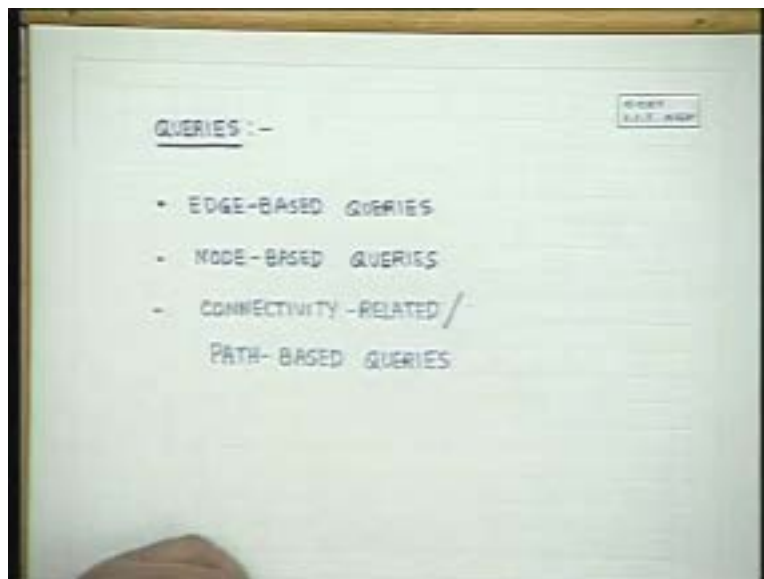 QUERIES :-
• EDGE-BASED QUERIES
- NODE-BASED QUERIES
- CONNECTIVITY-RELATED/
PATH-BASED QUERIES